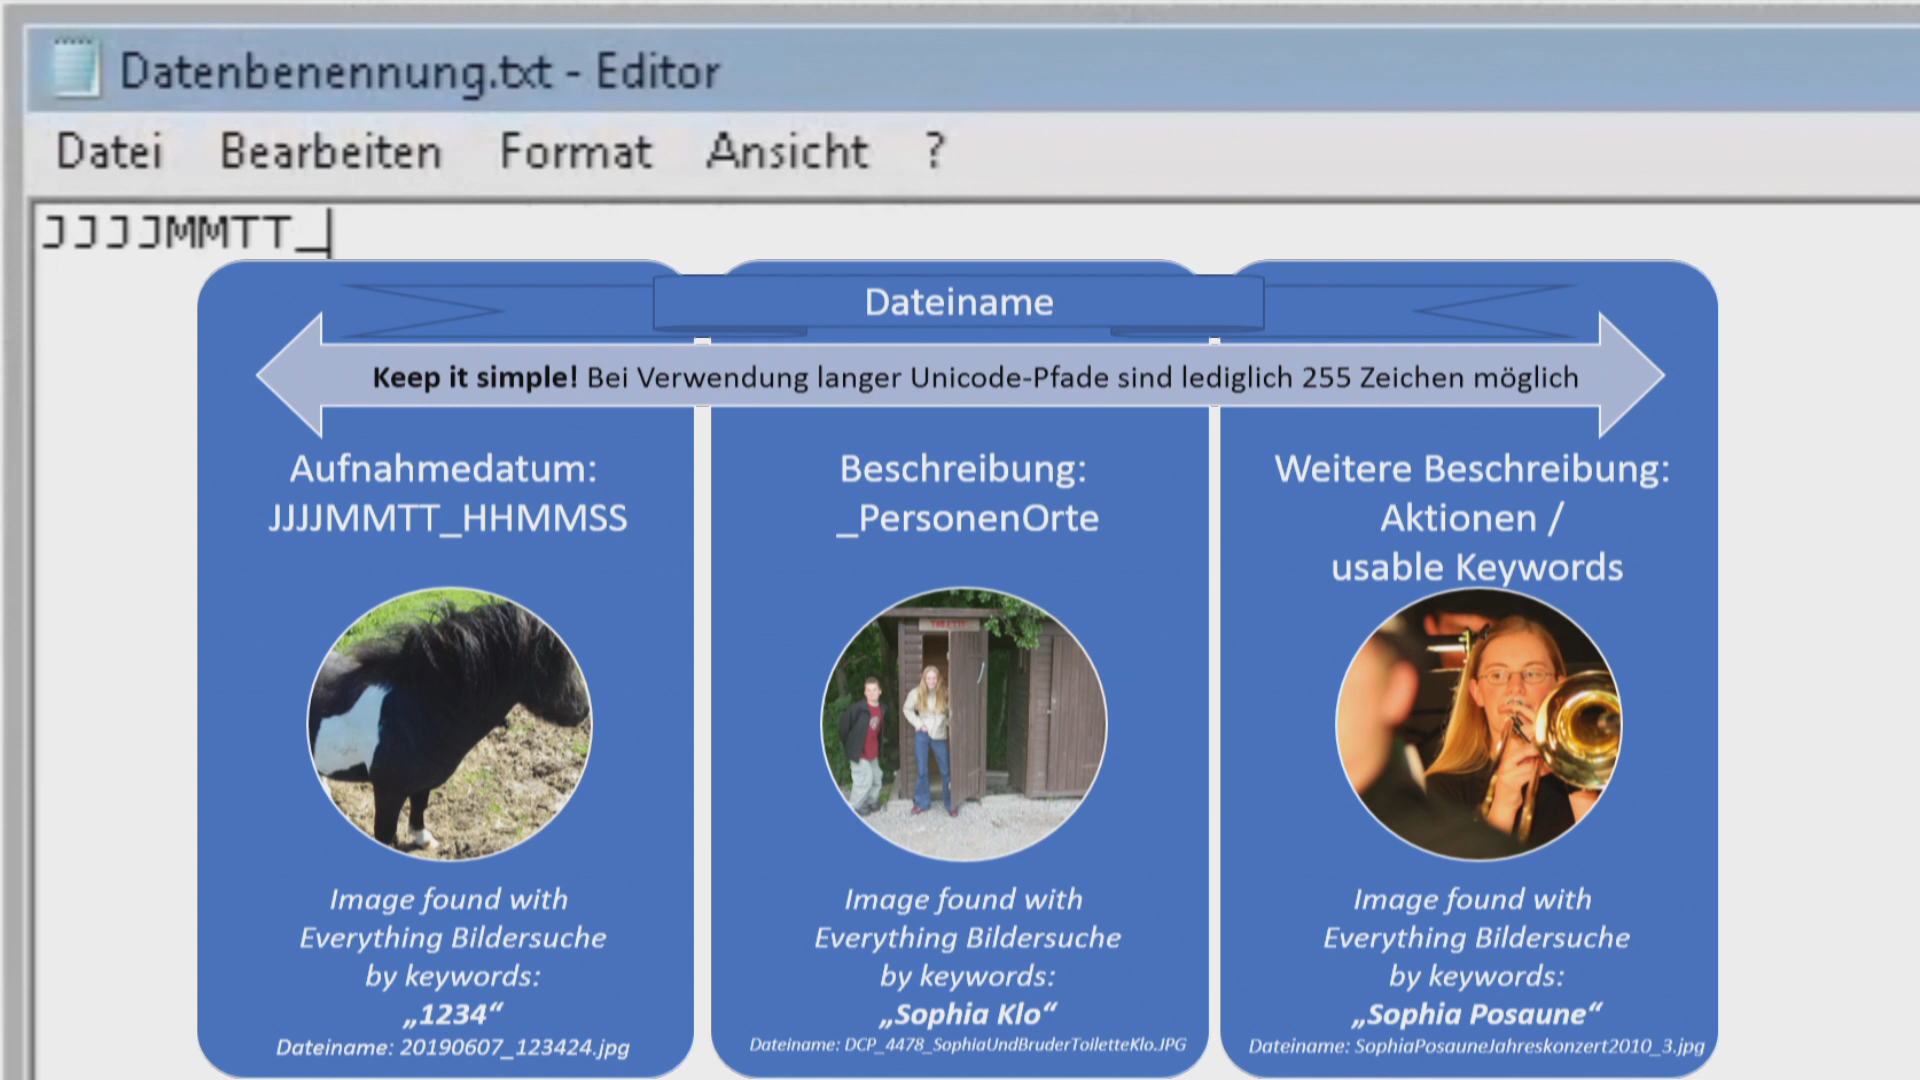 Datenbenennung.txt - Editor
Datei Bearbeiten Format Ansicht ?
JJJJMMTT_
Dateiname
Keep it simple! Bei Verwendung langer Unicode-Pfade sind lediglich 255 Zeichen möglich
Aufnahmedatum:
JJJJMMTT_HHMMSS
Image found with
Everything Bildersuche
by keywords:
„1234“
Dateiname: 20190607_123424.jpg
Beschreibung:
_PersonenOrte
TOILETTE
Image found with
Everything Bildersuche
by keywords:
„Sophia Klo“
Dateiname: DCP_4478_SophiaUndBruderToiletteKlo.JPG
Weitere Beschreibung:
Aktionen /
usable Keywords
Image found with
Everything Bildersuche
by keywords:
„Sophia Posaune“
Dateiname: SophiaPosauneJahreskonzert2010_3.jpg